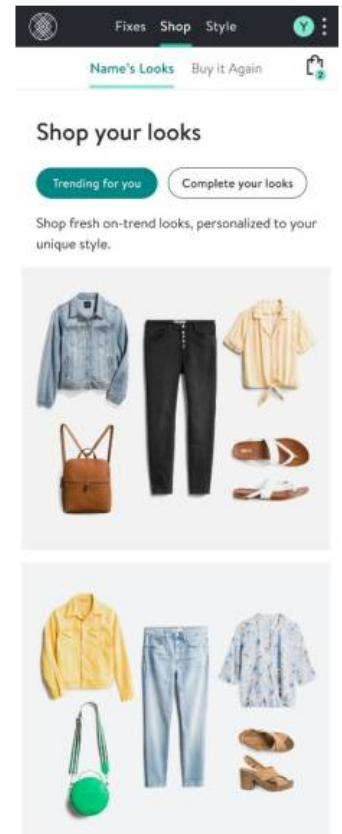 Fixes Shop Style Y
Name's Looks Buy it Again 2
Shop your looks
Trending for you Complete your looks
Shop fresh on-trend looks, personalized to your
unique style.